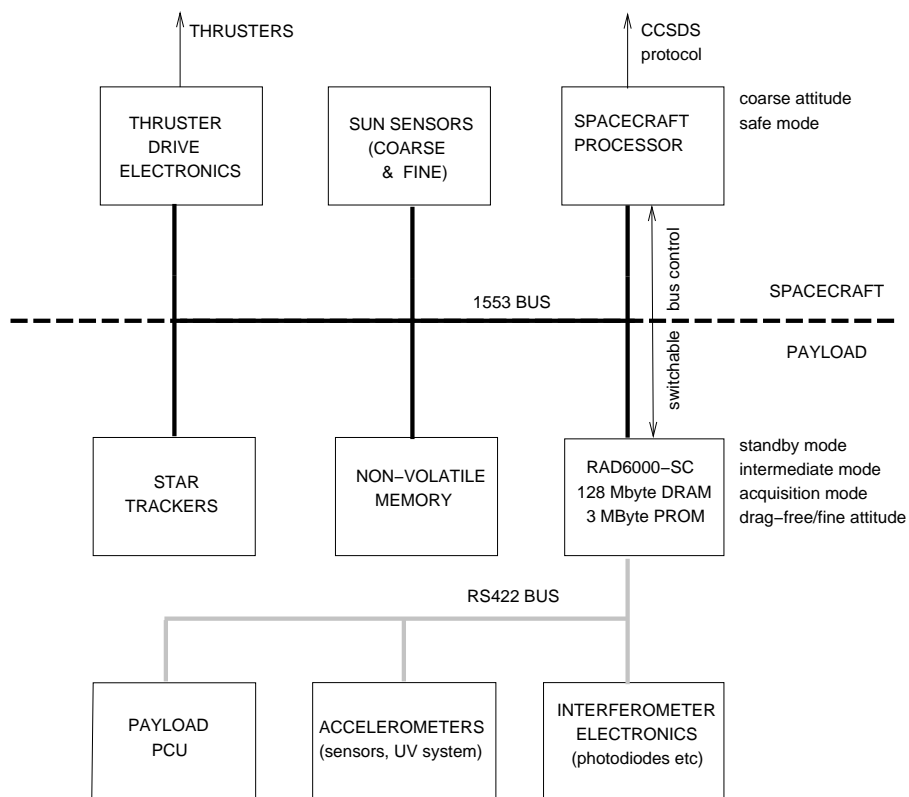 THRUSTERS
CCSDS
protocol
THRUSTER
DRIVE
ELECTRONICS
SUN SENSORS
(COARSE
& FINE)
SPACECRAFT
PROCESSOR
coarse attitude
safe mode
1553 BUS
switchable bus control
SPACECRAFT
PAYLOAD
STAR
TRACKERS
NON−VOLATILE
MEMORY
RAD6000−SC
128 Mbyte DRAM
3 MByte PROM
standby mode
intermediate mode
acquisition mode
drag−free/fine attitude
RS422 BUS
PAYLOAD
PCU
ACCELEROMETERS
(sensors, UV system)
INTERFEROMETER
ELECTRONICS
(photodiodes etc)